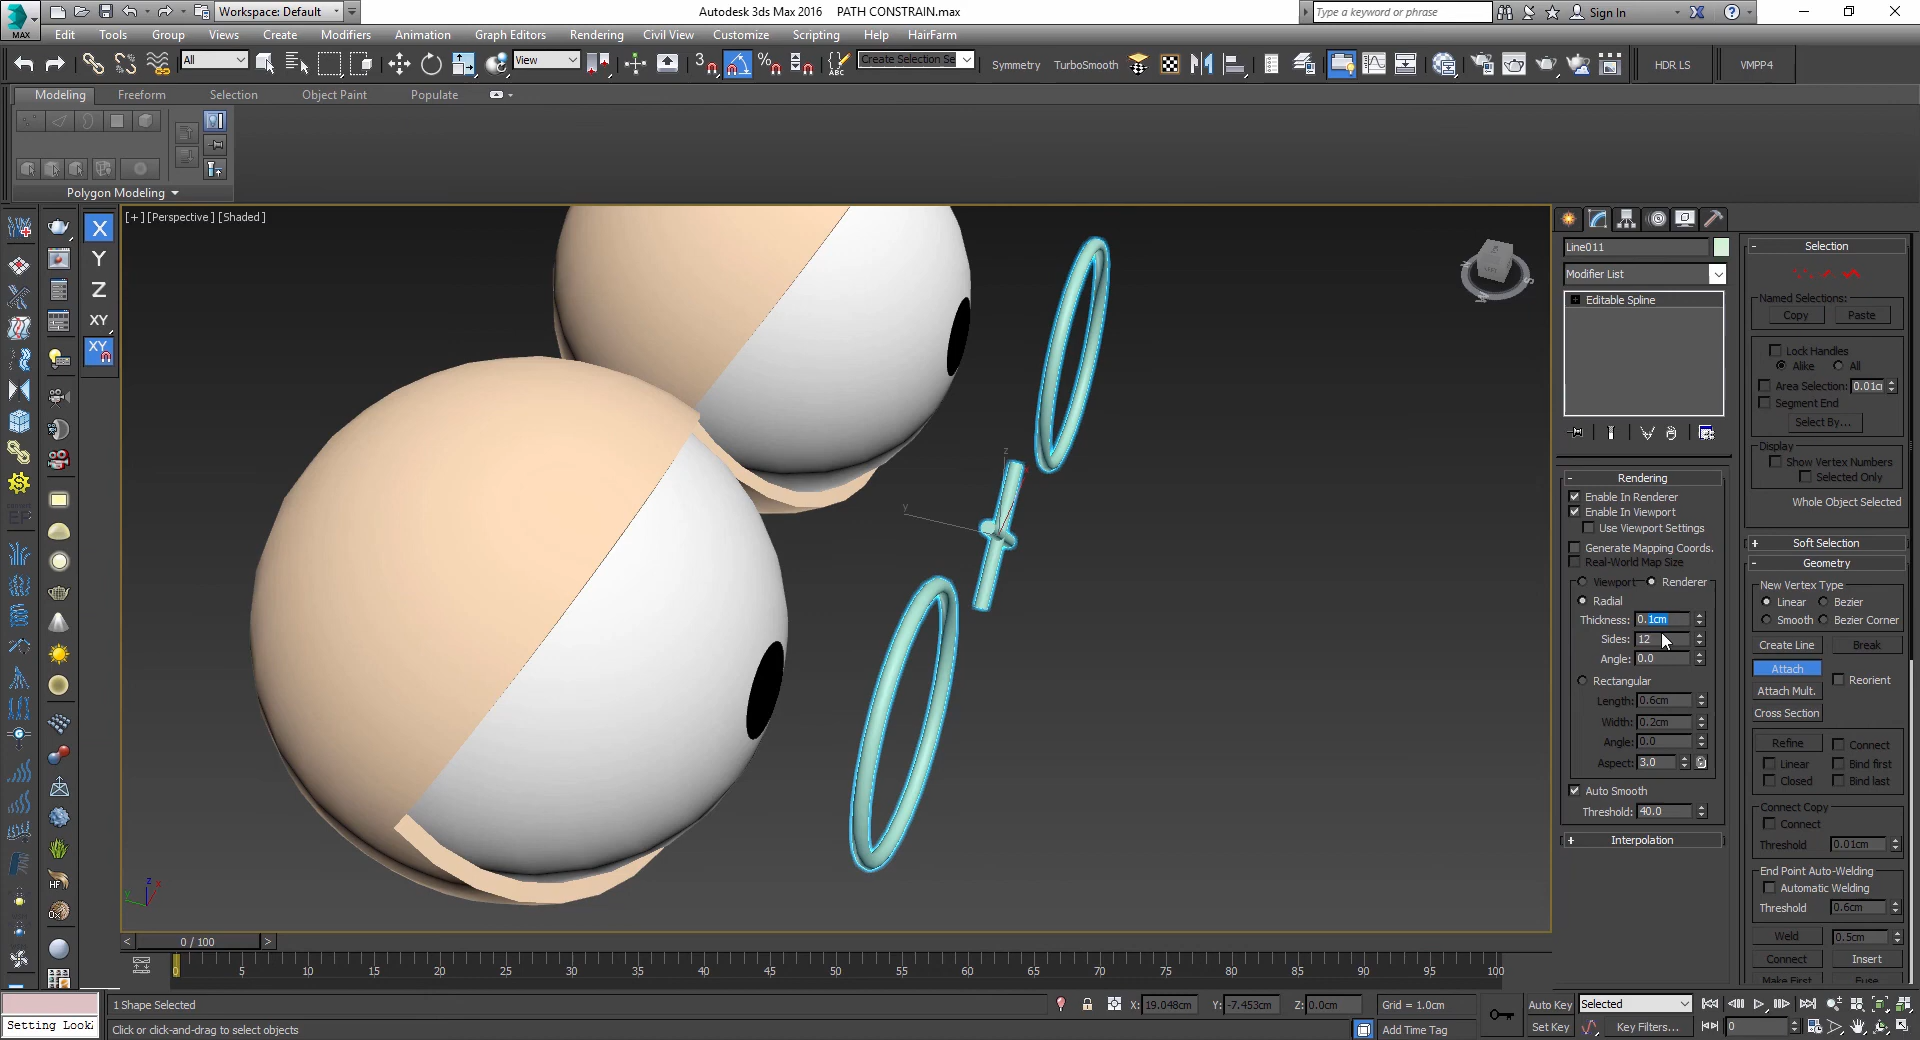 Workspace: Default
Autodesk 3ds Max 2016 PATH CONSTRAIN.max
Type a keyword or phrase
Sign In
MAX
Edit Tools Group Views Create Modifiers Animation Graph Editors Rendering Civil View Customize Scripting Help HairFarm
All
View
3
ABC
Create Selection Se
Symmetry TurboSmooth
HDR LS
VMPP4
Modeling Freeform Selection Object Paint Populate
Polygon Modeling
X
Y
Z
XY
XY
[+] [Perspective] [Shaded]
Line011
Modifier List
Editable Spline
Rendering
Enable In Renderer
Enable In Viewport
Use Viewport Settings
Generate Mapping Coords.
Real-World Map Size
Viewport Renderer
Radial
Thickness: 0.1cm
Sides: 12
Angle: 0.0
Rectangular
Length: 0.6cm
Width: 0.2cm
Angle: 0.0
Aspect: 3.0
Auto Smooth
Threshold: 40.0
Interpolation
Selection
Named Selections:
Copy Paste
Lock Handles
Alike All
Area Selection:
Segment End
Select By...
Display
Show Vertex Numbers
Selected Only
Whole Object Selected
Soft Selection
Geometry
New Vertex Type
Linear Bezier
Smooth Bezier Corner
Create Line Break
Attach Reorient
Attach Mult.
Cross Section
Refine Connect
Linear Bind first
Closed Bind last
Connect Copy
Connect
Threshold 0.01cm
End Point Auto-Welding
Automatic Welding
Threshold 0.6cm
Weld 0.5cm
Connect Insert
Make First Fuse
z
y
z
x
y
EP
HF
Ox
0 / 100
0 5 10 15 20 25 30 35 40 45 50 55 60 65 70 75 80 85 90 95 100
1 Shape Selected
X: 19.048cm Y: -7.453cm Z: 0.0cm Grid = 1.0cm
Auto Key Selected
Setting Look
Click or click-and-drag to select objects
Add Time Tag
Set Key Key Filters... 0